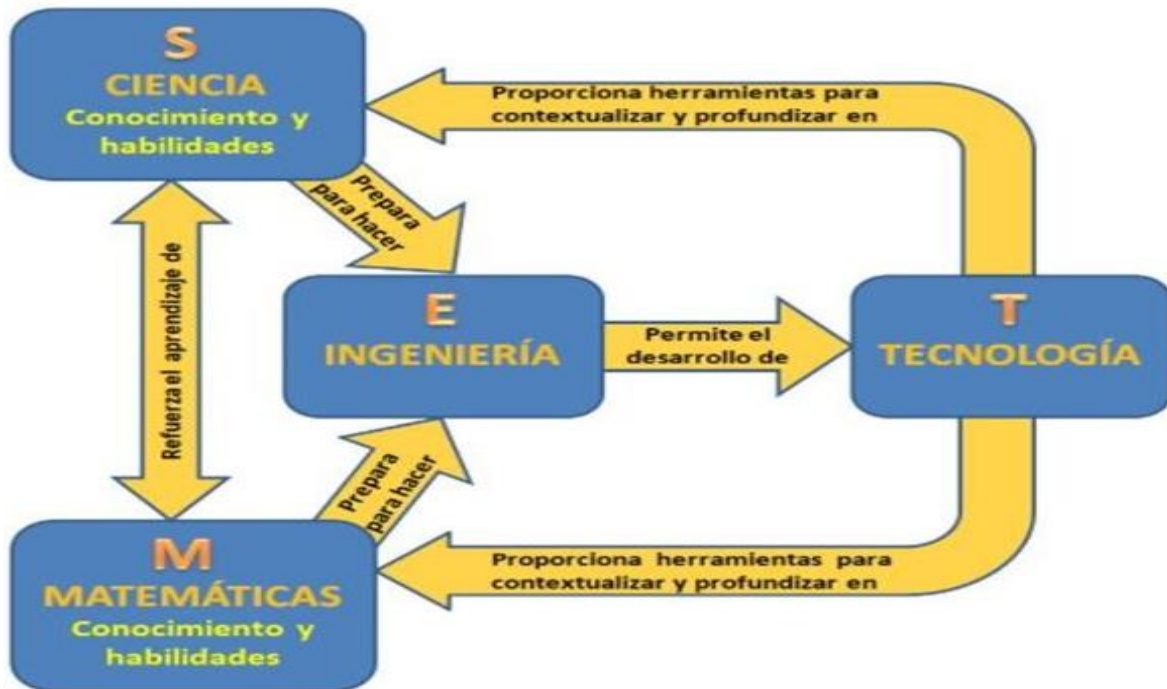 S
CIENCIA
Conocimiento y
habilidades
Proporciona herramientas para
contextualizar y profundizar en
Prepara
para hacer
Refuerza el aprendizaje de
E
INGENIERÍA
Permite el
desarrollo de
T
TECNOLOGÍA
Prepara
para hacer
M
MATEMÁTICAS
Conocimiento y
habilidades
Proporciona herramientas para
contextualizar y profundizar en